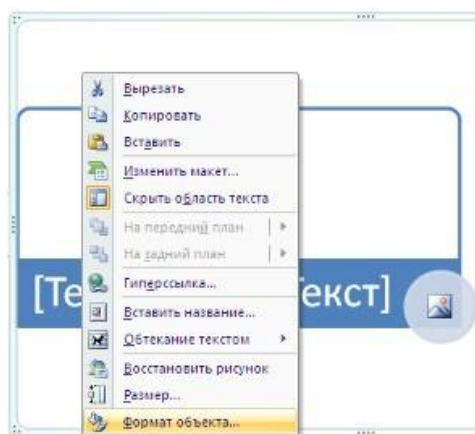 Вырезать
Копировать
Вставить
Изменить макет...
Скрыть область текста
На передний план
На задний план
Гиперссылка...
[Те
екст]
Вставить название...
Обтекание текстом
Восстановить рисунок
Размер...
Формат объекта...